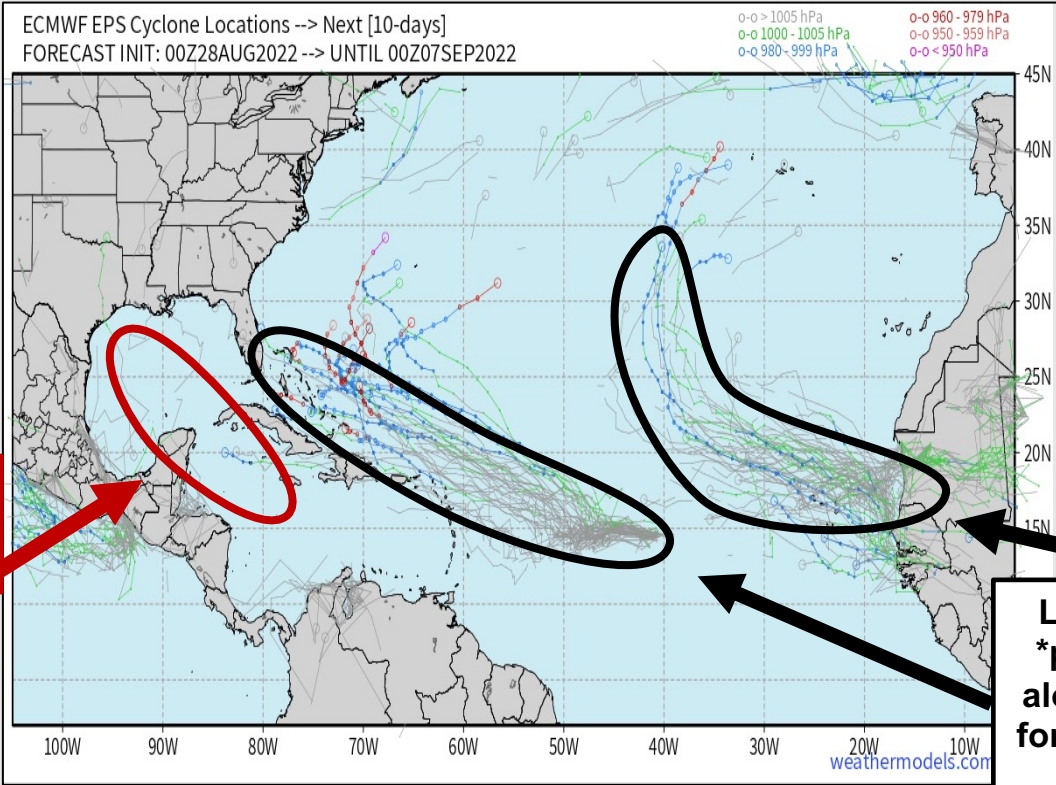 ECMWF EPS Cyclone Locations --> Next [10-days]
FORECAST INIT: 00Z28AUG2022 --> UNTIL 00Z07SEP2022
o-o > 1005 hPa
o-o 1000 - 1005 hPa
o-o 980 - 999 hPa
o-o 960 - 979 hPa
o-o 950 - 959 hPa
o-o < 950 hPa
45N
40N
35N
30N
25N
20N
15N
100W 90W 80W 70W 60W 50W 40W 30W 20W 10W
weathermodels.com